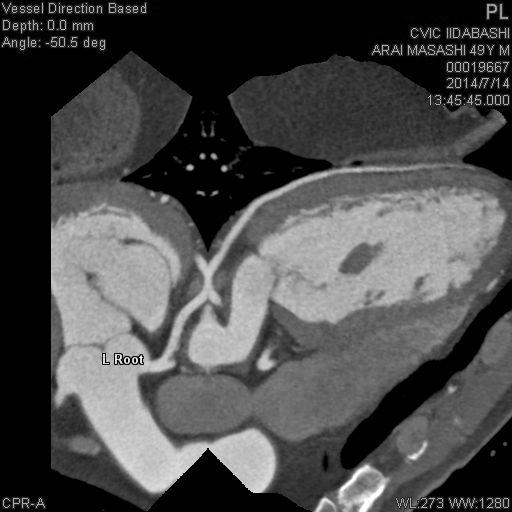 Vessel Direction Based
Depth: 0.0 mm
Angle: -50.5 deg
PL
CVIC IIDABASHI
ARAI MASASHI 49Y M
00019667
2014/7/14
13:45:45.000
L Root
CPR-A
WL:273 WW:1280